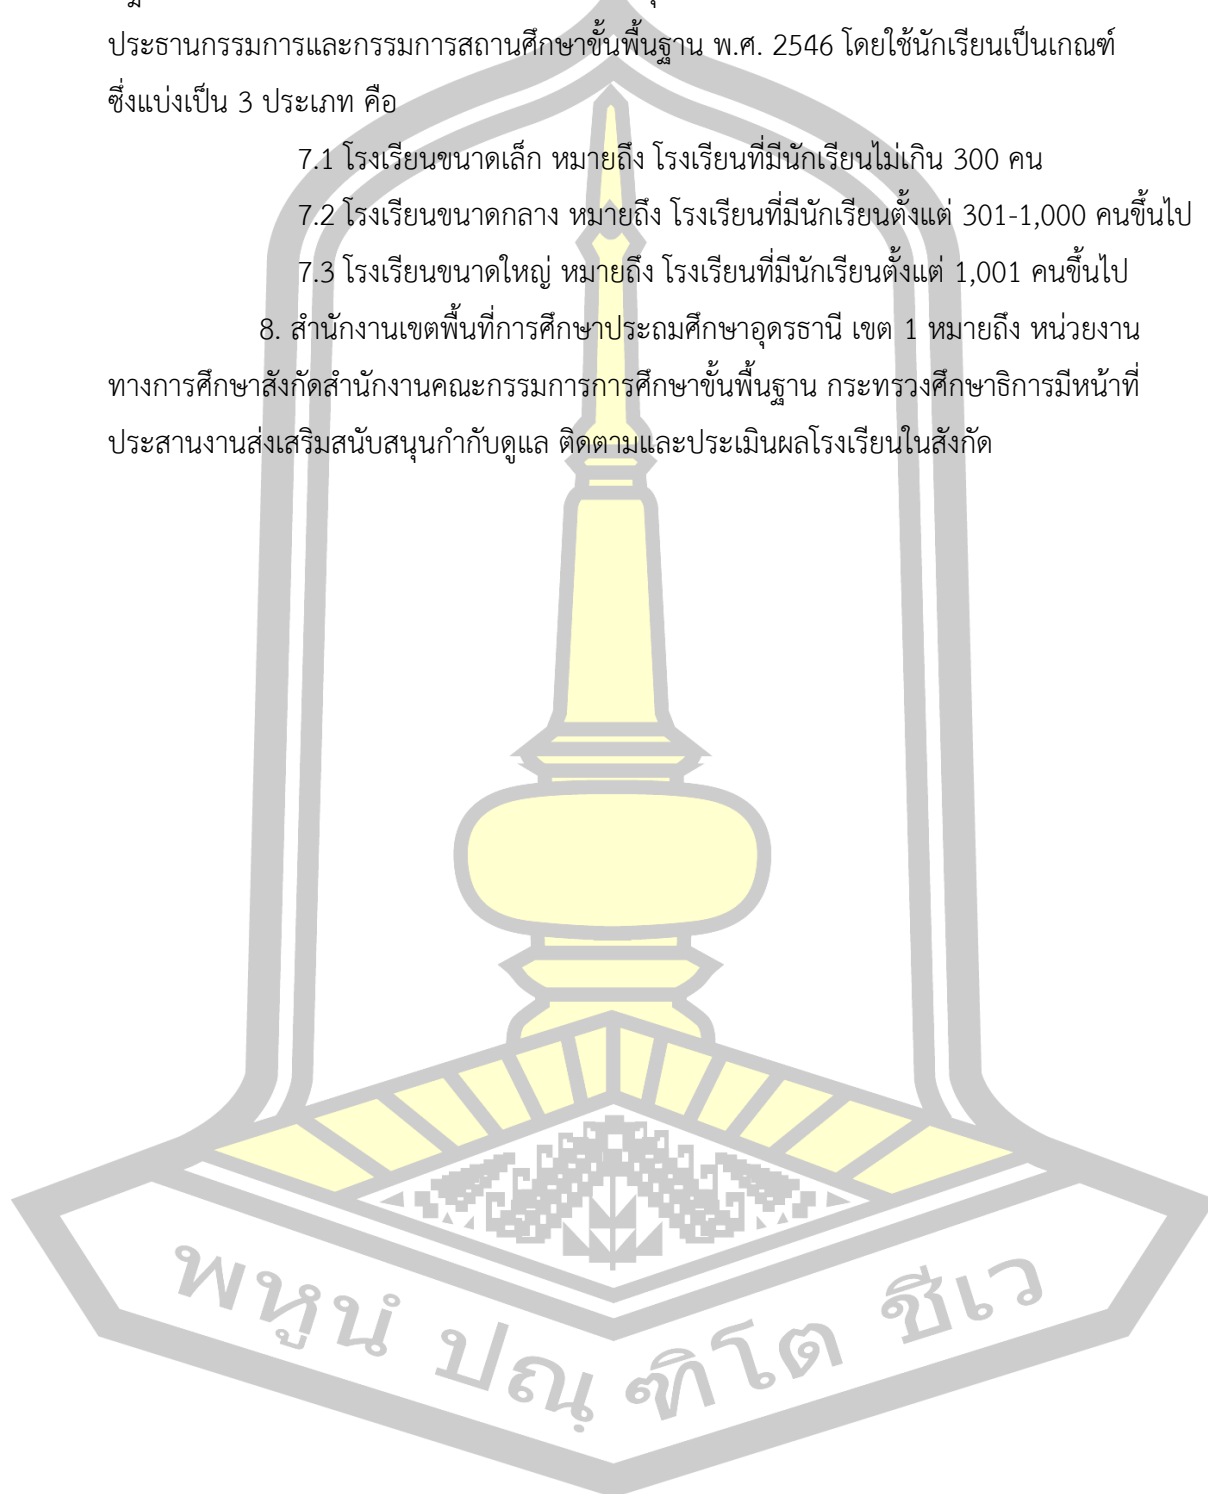 ประธานกรรมการและกรรมการสถานศึกษาขั้นพื้นฐาน พ.ศ. 2546 โดยใช้นักเรียนเป็นเกณฑ์
ซึ่งแบ่งเป็น 3 ประเภท คือ
7.1 โรงเรียนขนาดเล็ก หมายถึง โรงเรียนที่มีนักเรียนไม่เกิน 300 คน
7.2 โรงเรียนขนาดกลาง หมายถึง โรงเรียนที่มีนักเรียนตั้งแต่ 301-1,000 คนขึ้นไป
7.3 โรงเรียนขนาดใหญ่ หมายถึง โรงเรียนที่มีนักเรียนตั้งแต่ 1,001 คนขึ้นไป
8. สำนักงานเขตพื้นที่การศึกษาประถมศึกษาอุดรธานี เขต 1 หมายถึง หน่วยงาน
ทางการศึกษาสังกัดสำนักงานคณะกรรมการการศึกษาขั้นพื้นฐาน กระทรวงศึกษาธิการมีหน้าที่
ประสานงานส่งเสริมสนับสนุนกำกับดูแล ติดตามและประเมินผลโรงเรียนในสังกัด
พหูนํ ปณฺฑิโต ชีเว